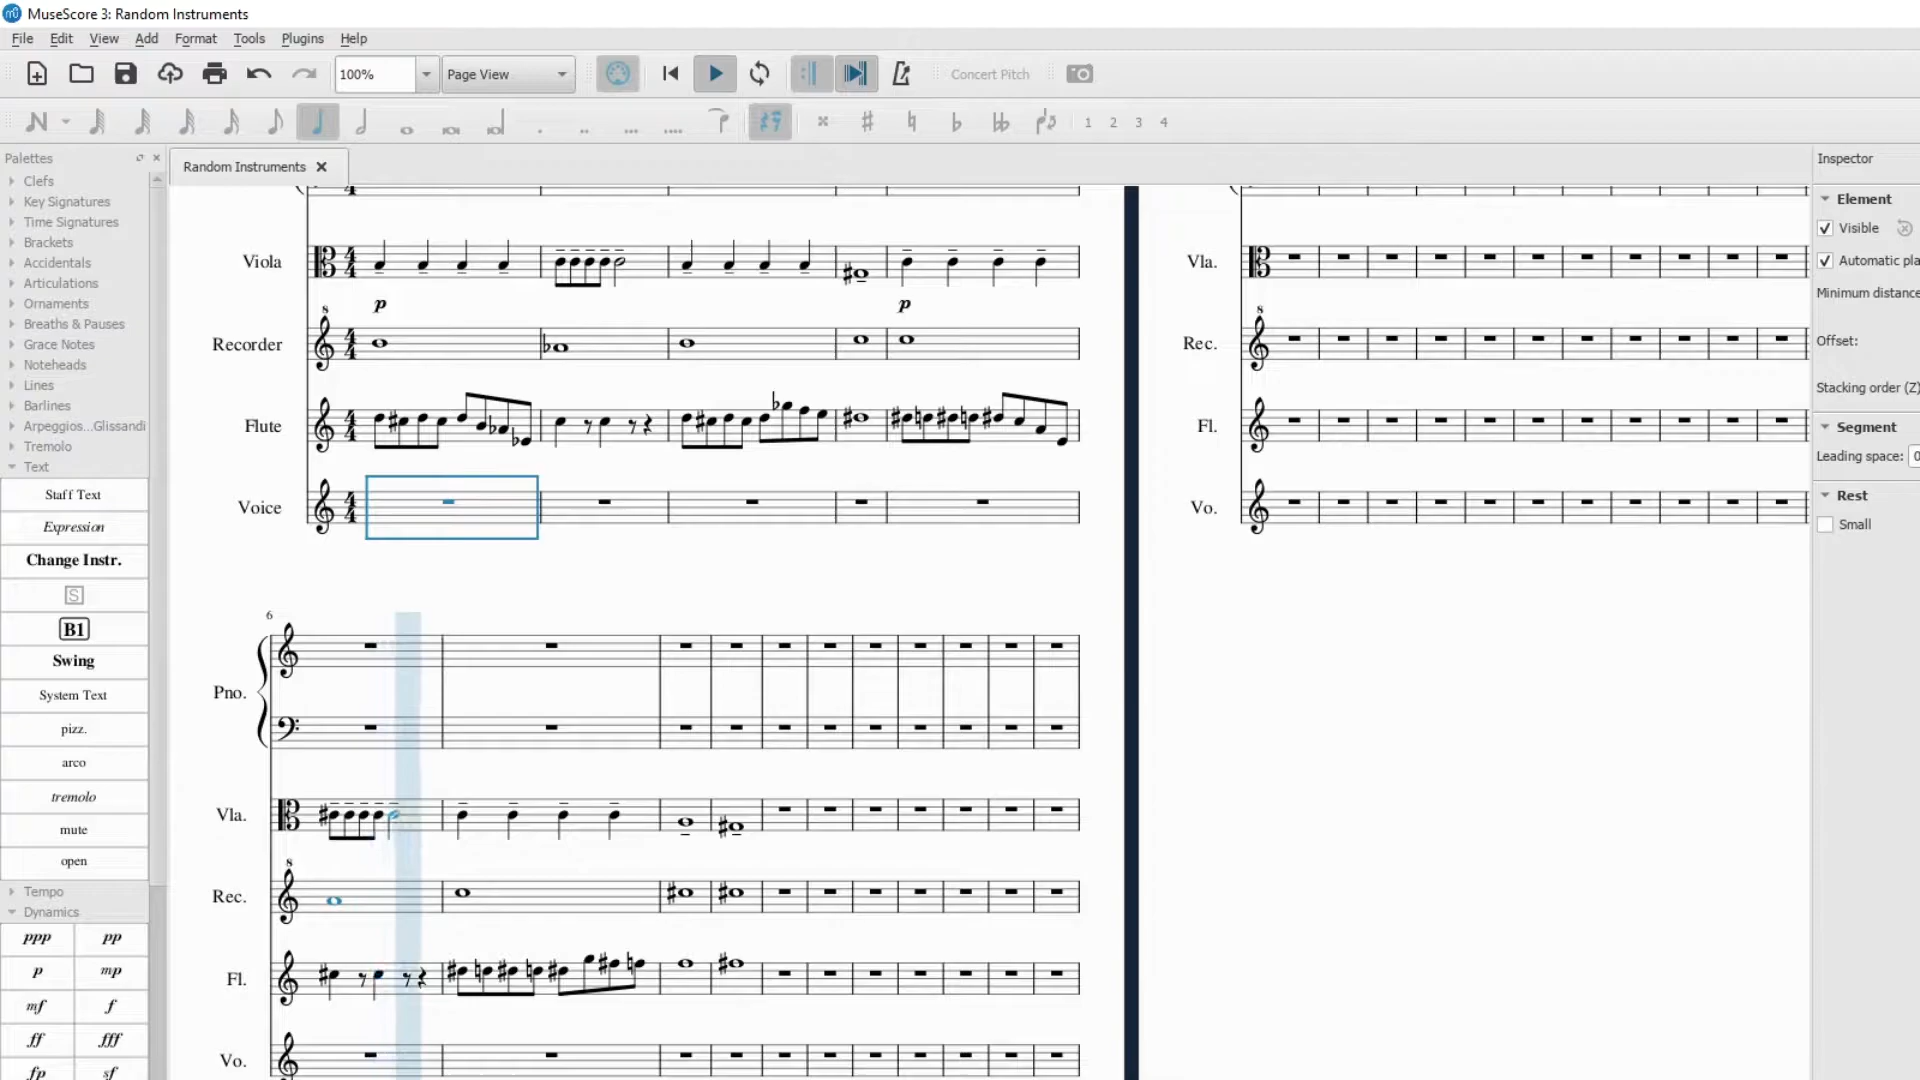 MuseScore 3: Random Instruments
File Edit View Add Format Tools Plugins Help
100% Page View Concert Pitch
1 2 3 4
Palettes
Random Instruments
Inspector
Clefs
Key Signatures
Time Signatures
Brackets
Accidentals
Articulations
Ornaments
Breaths & Pauses
Grace Notes
Noteheads
Lines
Barlines
Arpeggios...Glissandi
Tremolo
Text
Staff Text
Expression
Change Instr.
S
B1
Swing
System Text
pizz.
arco
tremolo
mute
open
Tempo
Dynamics
ppp pp
p mp
mf f
ff fff
fp sf
Viola
p p
Recorder
8
Flute
Voice
6
Pno.
Vla.
8
Rec.
Fl.
Vo.
Vla.
8
Rec.
Fl.
Vo.
Element
Visible
Automatic pla
Minimum distance
Offset:
Stacking order (Z)
Segment
Leading space: 0
Rest
Small